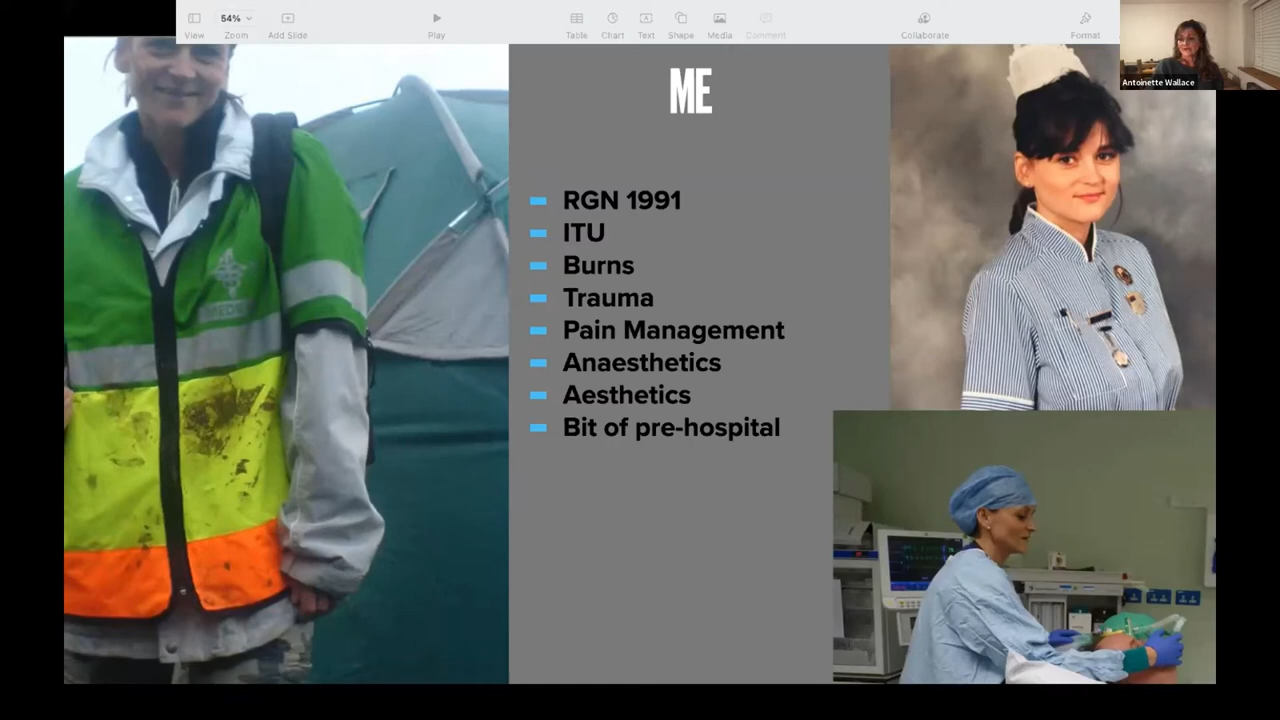 54%
View
Zoom
Add Slide
Play
Table
Chart
Text
Shape
Media
Comment
Collaborate
Format
Antoinette Wallace
ME
RGN 1991
ITU
Burns
Trauma
Pain Management
Anaesthetics
Aesthetics
Bit of pre-hospital